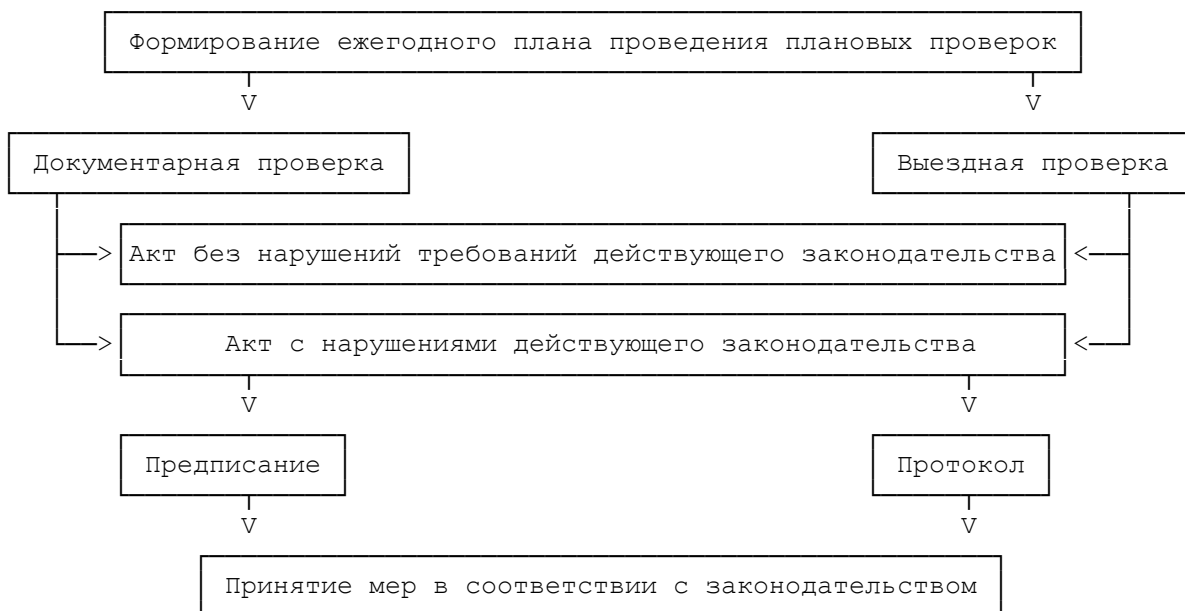 Формирование ежегодного плана проведения плановых проверок
V V
Документарная проверка Выездная проверка
> Акт без нарушений требований действующего законодательства <
> Акт с нарушениями действующего законодательства <
V V
Предписание Протокол
V V
Принятие мер в соответствии с законодательством